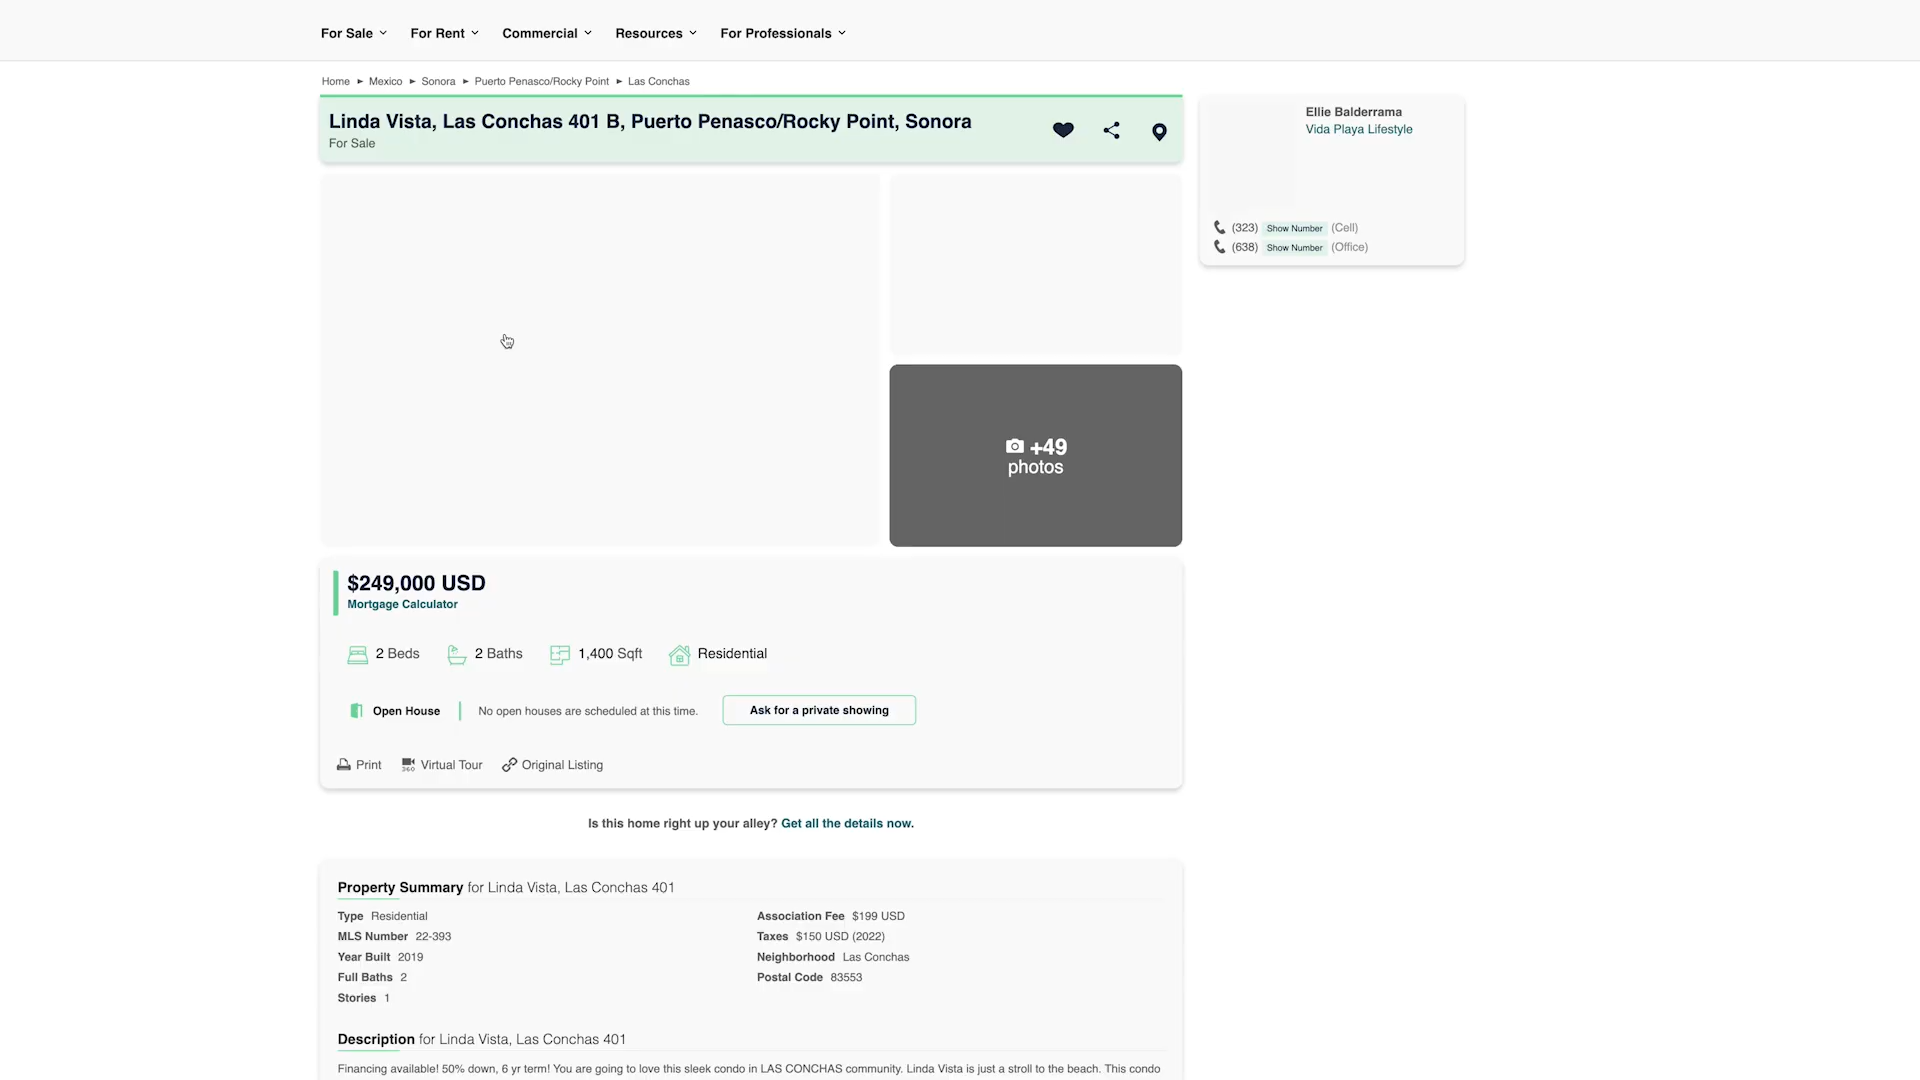 For Sale For Rent Commercial Resources For Professionals
Home ► Mexico ► Sonora ► Puerto Penasco/Rocky Point ► Las Conchas
Linda Vista, Las Conchas 401 B, Puerto Penasco/Rocky Point, Sonora
For Sale
Ellie Balderrama
Vida Playa Lifestyle
(323) Show Number (Cell)
(638) Show Number (Office)
+49
photos
$249,000 USD
Mortgage Calculator
2 Beds 2 Baths 1,400 Sqft Residential
Open House No open houses are scheduled at this time. Ask for a private showing
Print 360 Virtual Tour Original Listing
Is this home right up your alley? Get all the details now.
Property Summary for Linda Vista, Las Conchas 401
Type Residential
MLS Number 22-393
Year Built 2019
Full Baths 2
Stories 1
Association Fee $199 USD
Taxes $150 USD (2022)
Neighborhood Las Conchas
Postal Code 83553
Description for Linda Vista, Las Conchas 401
Financing available! 50% down, 6 yr term! You are going to love this sleek condo in LAS CONCHAS community. Linda Vista is just a stroll to the beach. This condo